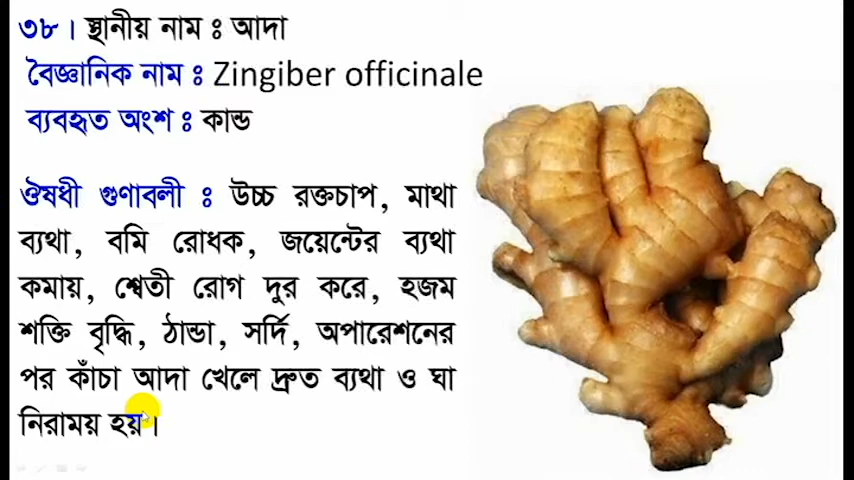 ৩৮। স্থানীয় নাম : আদা
বৈজ্ঞানিক নাম : Zingiber officinale
ব্যবহৃত অংশ : কান্ড
ঔষধী গুণাবলী : উচ্চ রক্তচাপ, মাথা
ব্যথা, বমি রোধক, জয়েন্টের ব্যথা
কমায়, শ্বেতী রোগ দুর করে, হজম
শক্তি বৃদ্ধি, ঠান্ডা, সর্দি, অপারেশনের
পর কাঁচা আদা খেলে দ্রুত ব্যথা ও ঘা
নিরাময় হয়।